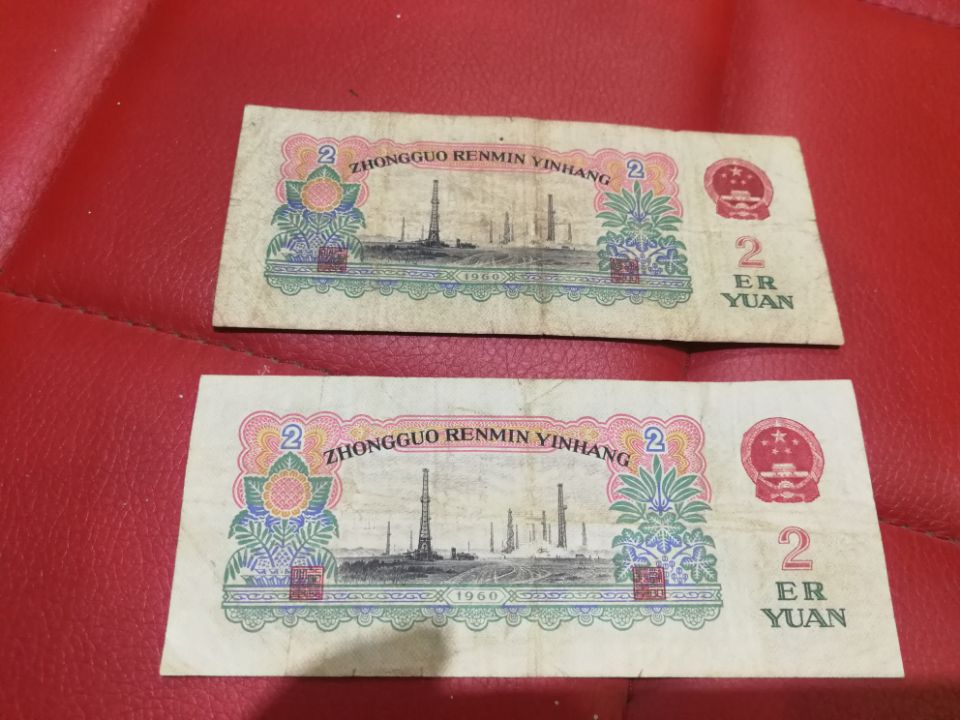 2 2
ZHONGGUO RENMIN YINHANG
1960
2
ER
YUAN
2 2
ZHONGGUO RENMIN YINHANG
1960
2
ER
YUAN